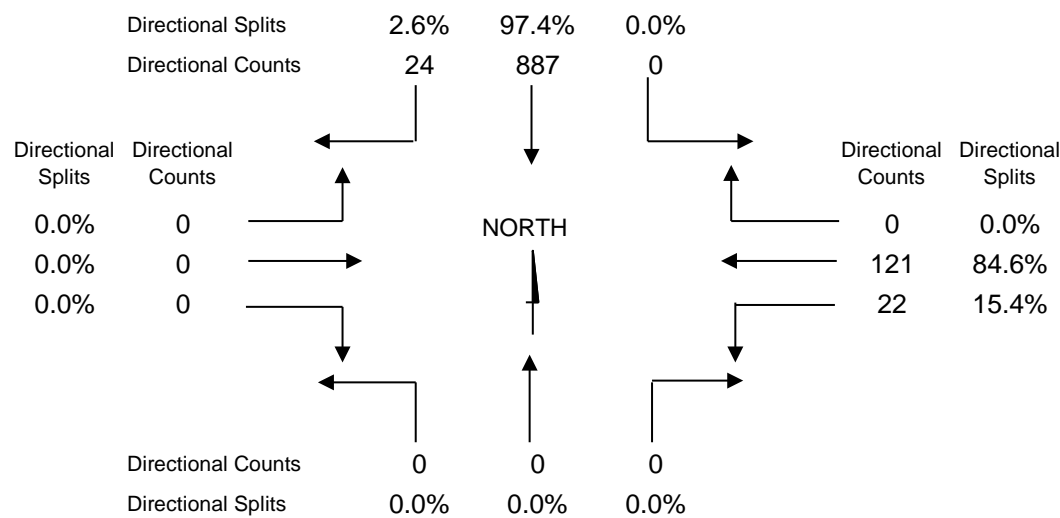 Directional Splits 2.6% 97.4% 0.0%
Directional Counts 24 887 0
Directional Splits Directional Counts
0.0% 0
0.0% 0
0.0% 0
NORTH
Directional Counts Directional Splits
0 0.0%
121 84.6%
22 15.4%
Directional Counts 0 0 0
Directional Splits 0.0% 0.0% 0.0%